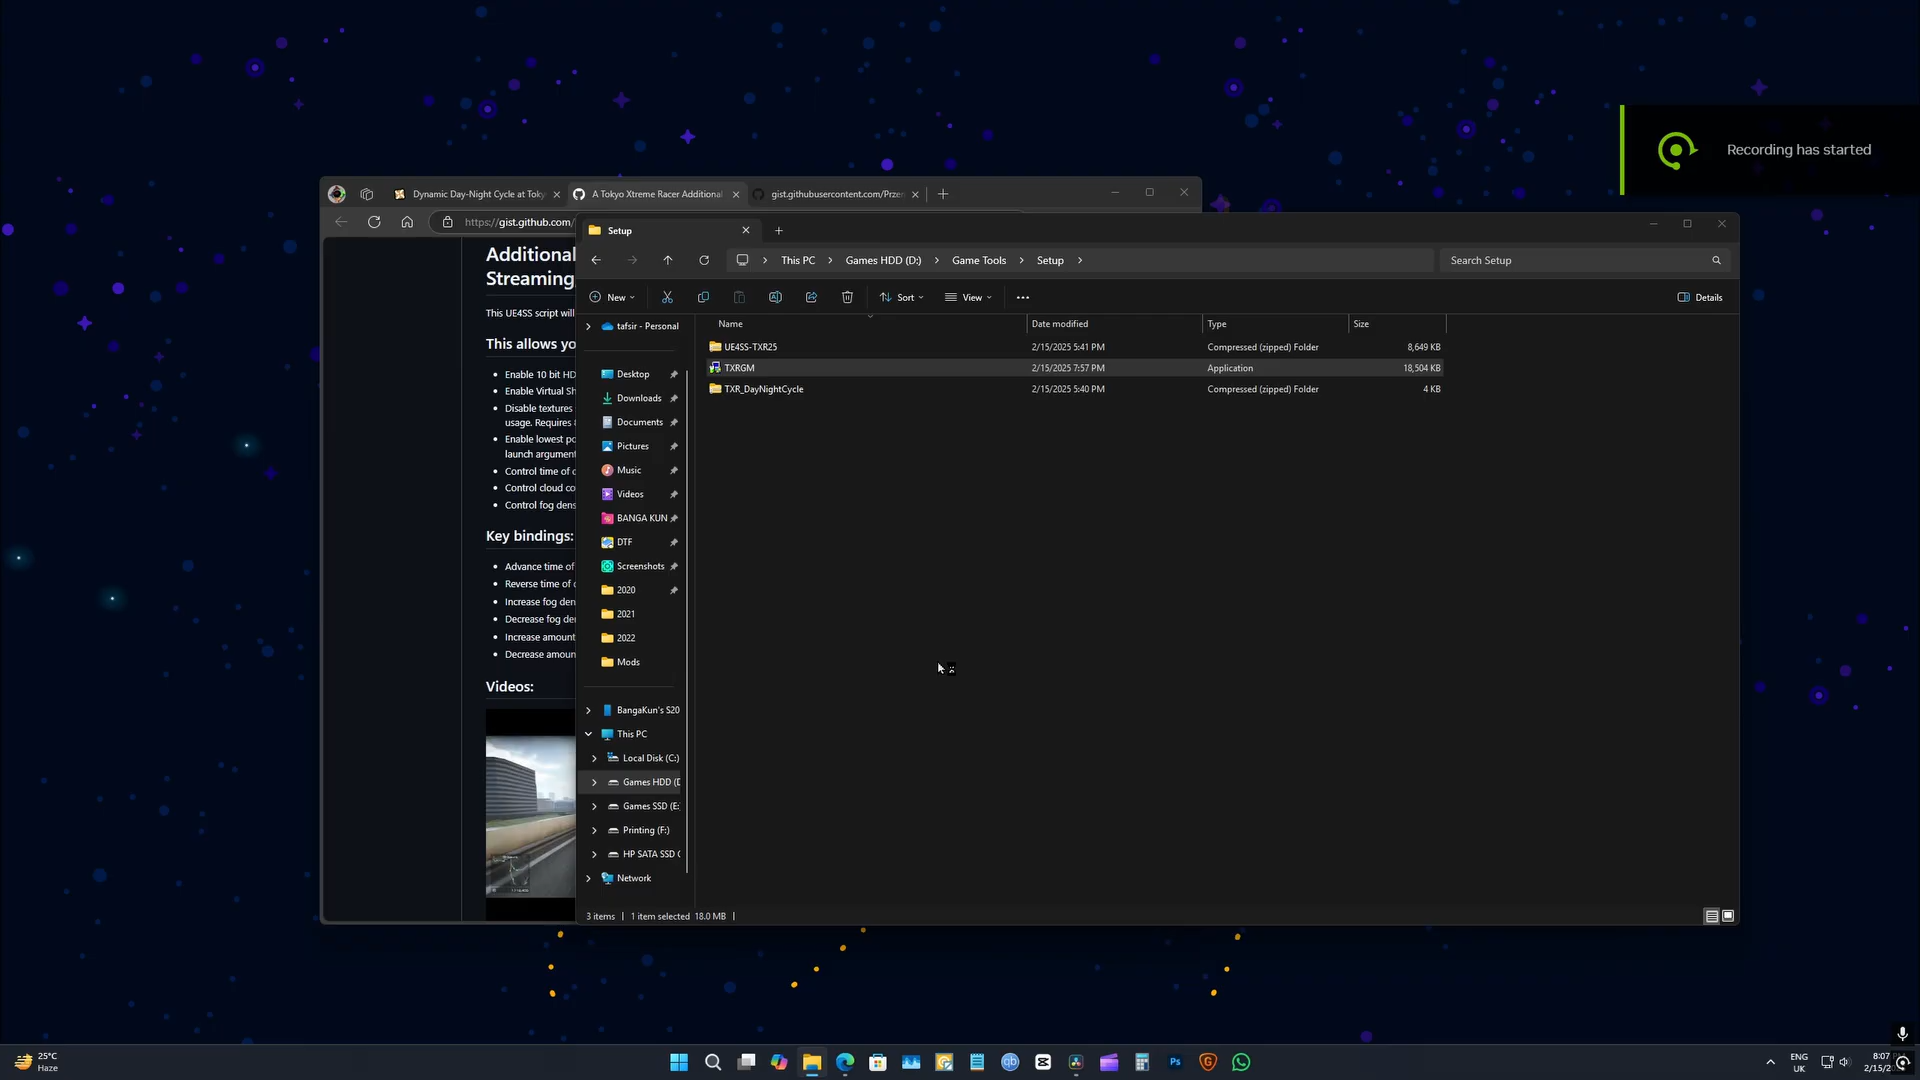 Recording has started
Dynamic Day-Night Cycle at Toky
A Tokyo Xtreme Racer Additional
gist.githubusercontent.com/Przem
https://gist.github.com/
Additional
Streaming,
This UE4SS script will
This allows yo
Enable 10 bit HD
Enable Virtual Sh
Disable textures
usage. Requires
Enable lowest po
launch argument
Control time of
Control cloud co
Control fog dens
Key bindings:
Advance time of
Reverse time of
Increase fog den
Decrease fog de
Increase amount
Decrease amoun
Videos:
Setup
This PC
Games HDD (D:)
Game Tools
Setup
Search Setup
New
Sort
View
Details
Name
Date modified
Type
Size
UE4SS-TXR25
2/15/2025 5:41 PM
Compressed (zipped) Folder
8,649 KB
TXRGM
2/15/2025 7:57 PM
Application
18,504 KB
TXR_DayNightCycle
2/15/2025 5:40 PM
Compressed (zipped) Folder
4 KB
tafsir - Personal
Desktop
Downloads
Documents
Pictures
Music
Videos
BANGA KUN
DTF
Screenshots
2020
2021
2022
Mods
BangaKun's S20
This PC
Local Disk (C:)
Games HDD (D
Games SSD (E:
Printing (F:)
HP SATA SSD
Network
3 items
1 item selected 18.0 MB
25°C
Haze
ENG
UK
8:07
2/15/2